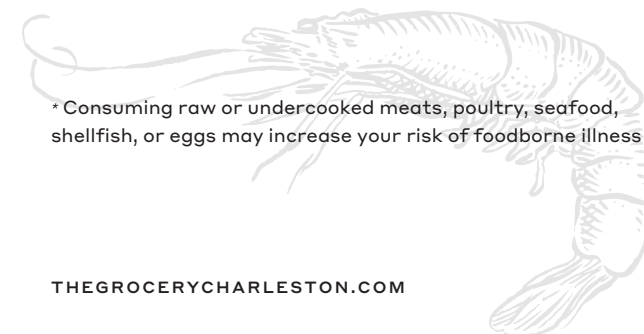 * Consuming raw or undercooked meats, poultry, seafood,
shellfish, or eggs may increase your risk of foodborne illness
THEGROCERYCHARLESTON.COM